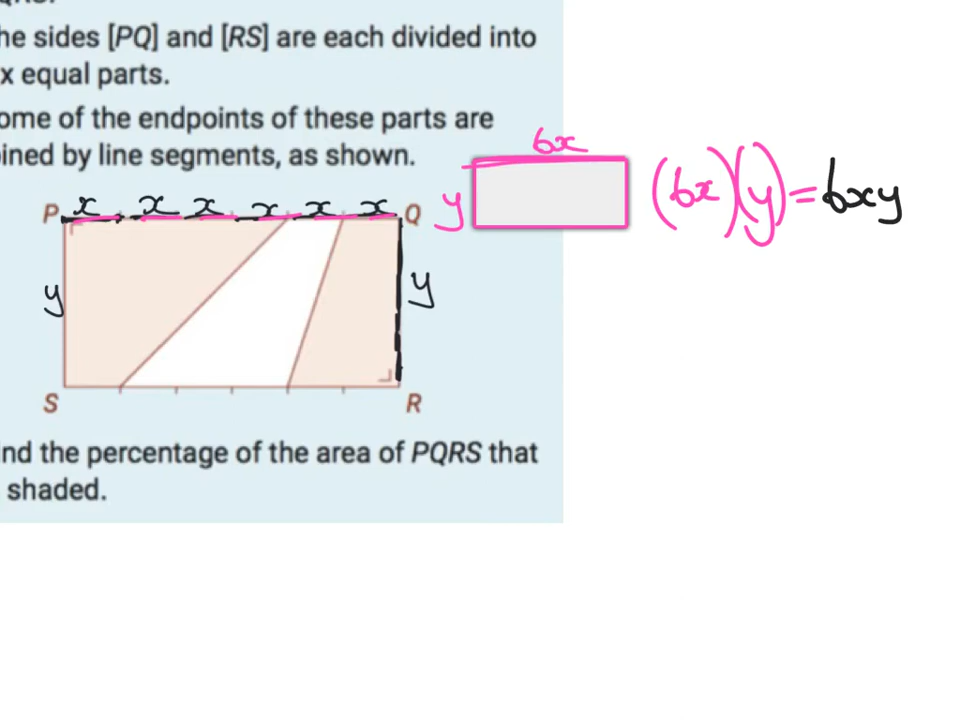 he sides [PQ] and [RS] are each divided into
x equal parts.
ome of the endpoints of these parts are
ined by line segments, as shown.
6x
y (6x)(y)=6xy
P x x x x x x Q
y y
S R
nd the percentage of the area of PQRS that
shaded.